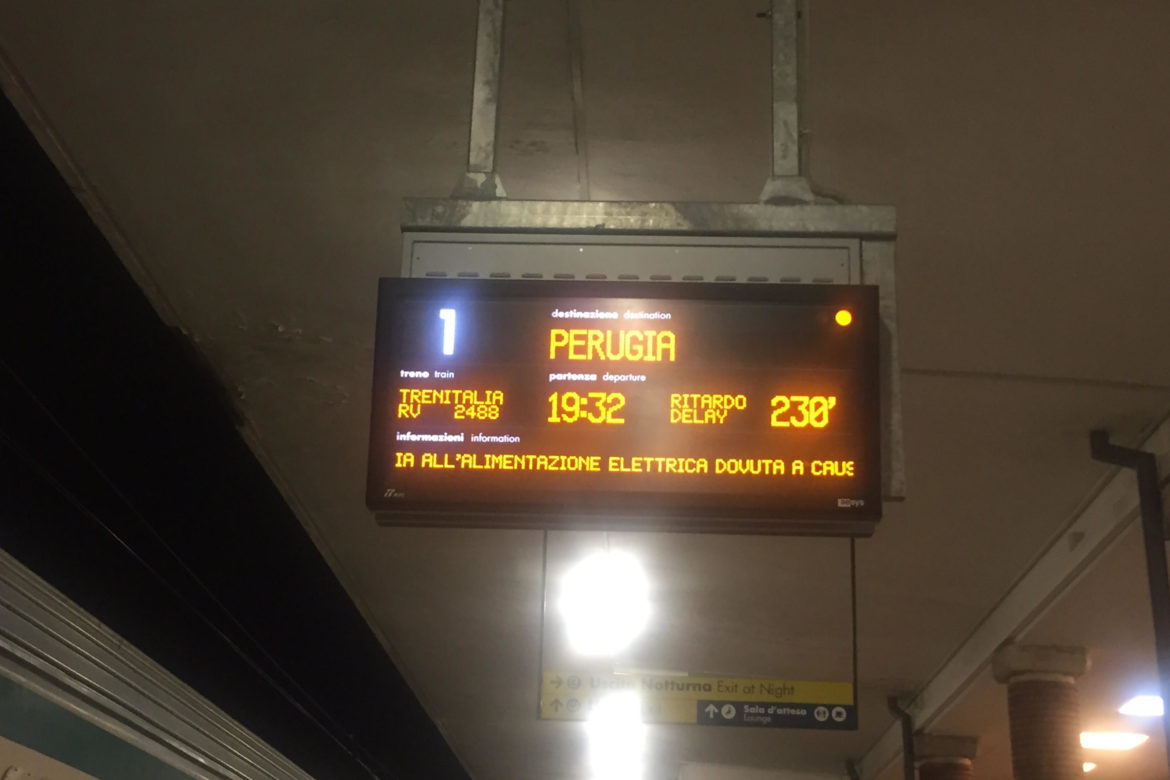 1
destinazione destination
PERUGIA
treno train
partenza departure
TRENITALIA
RV 2488
19:32
RITARDO
DELAY
230'
informazioni information
IA ALL'ALIMENTAZIONE ELETTRICA DOVUTA A CAUS
sys
Notturna Exit at Night
Sala d'attesa
Lounge